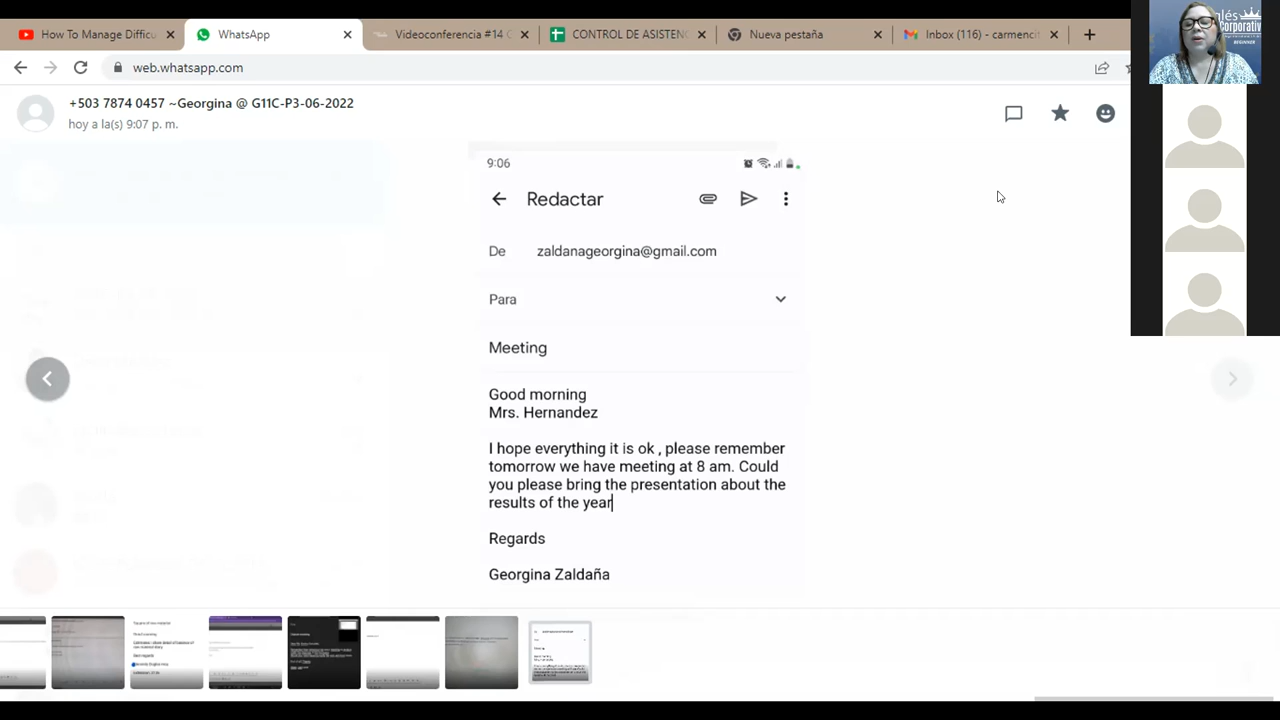 How To Manage Difficu
WhatsApp
Videoconferencia #14 (
CONTROL DE ASISTENC
Nueva pestaña
Inbox (116) – carmencit
web.whatsapp.com
+503 7874 0457 ~Georgina @ G11C-P3-06-2022
hoy a la(s) 9:07 p. m.
9:06
Redactar
De zaldanageorgina@gmail.com
Para
Meeting
Good morning
Mrs. Hernandez
I hope everything it is ok , please remember
tomorrow we have meeting at 8 am. Could
you please bring the presentation about the
results of the year
Regards
Georgina Zaldaña